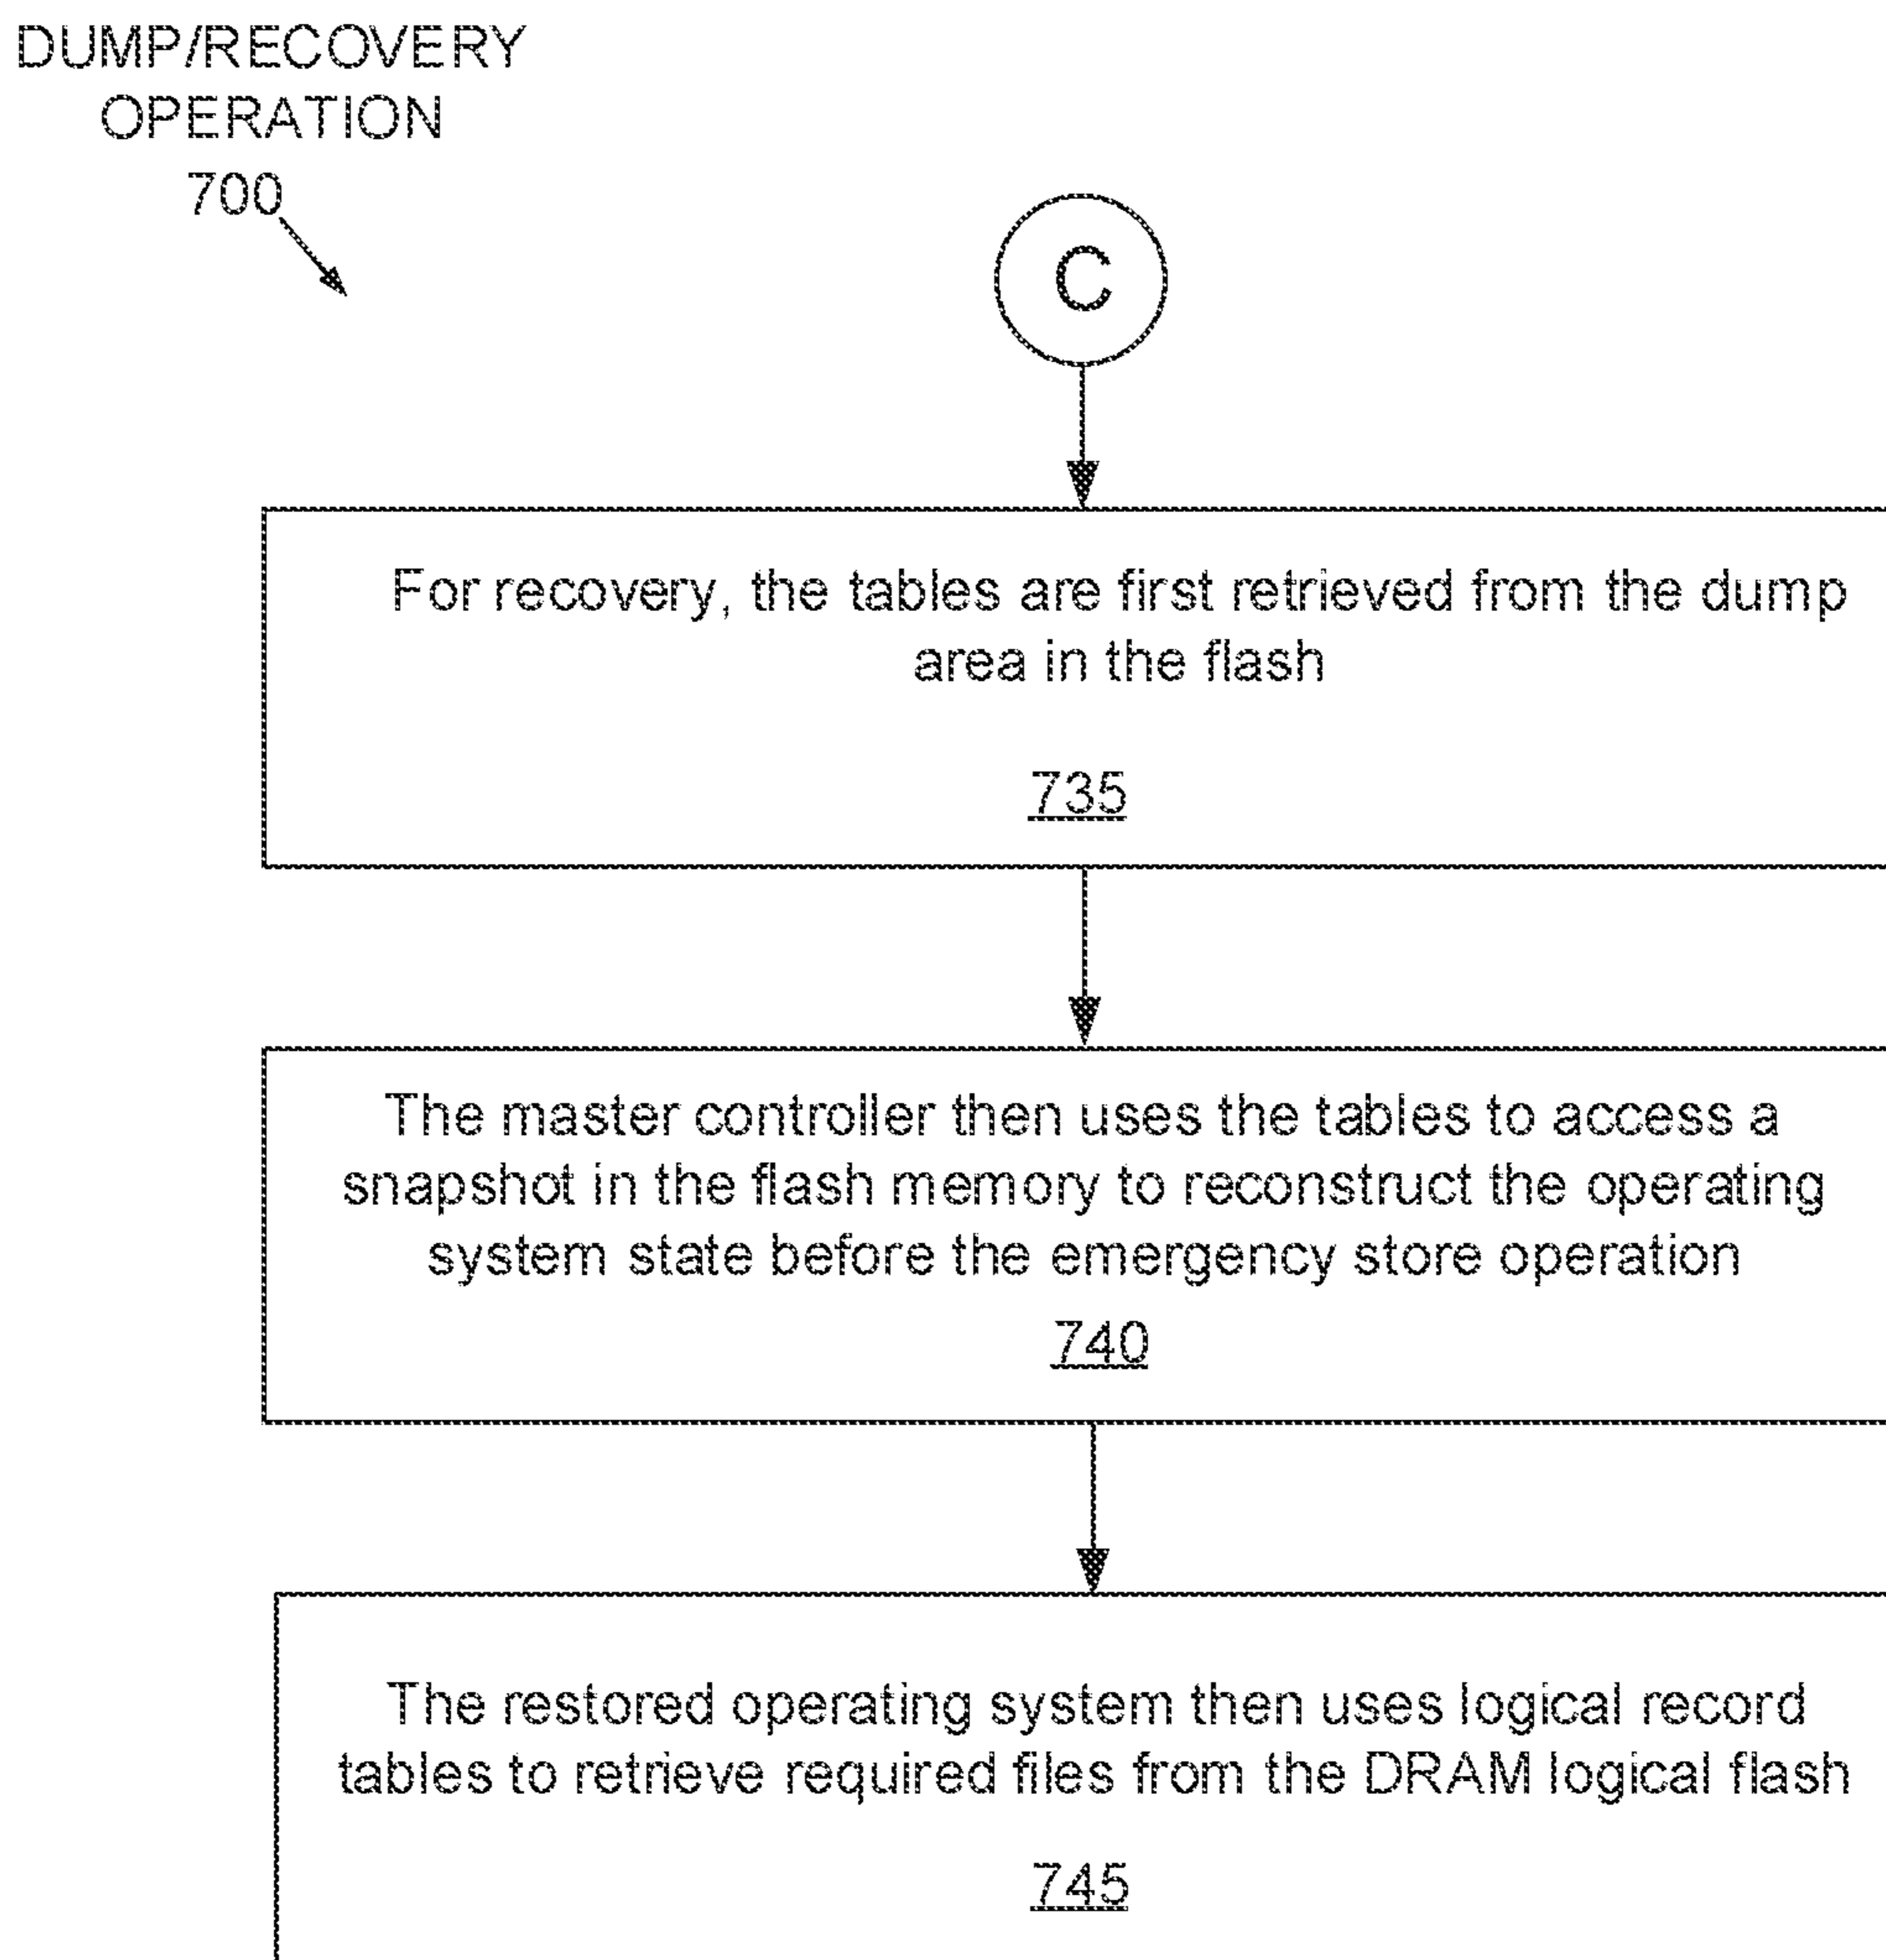 DUMP/RECOVERY
OPERATION
700
C
For recovery, the tables are first retrieved from the dump
area in the flash
735
The master controller then uses the tables to access a
snapshot in the flash memory to reconstruct the operating
system state before the emergency store operation
740
The restored operating system then uses logical record
tables to retrieve required files from the DRAM logical flash
745